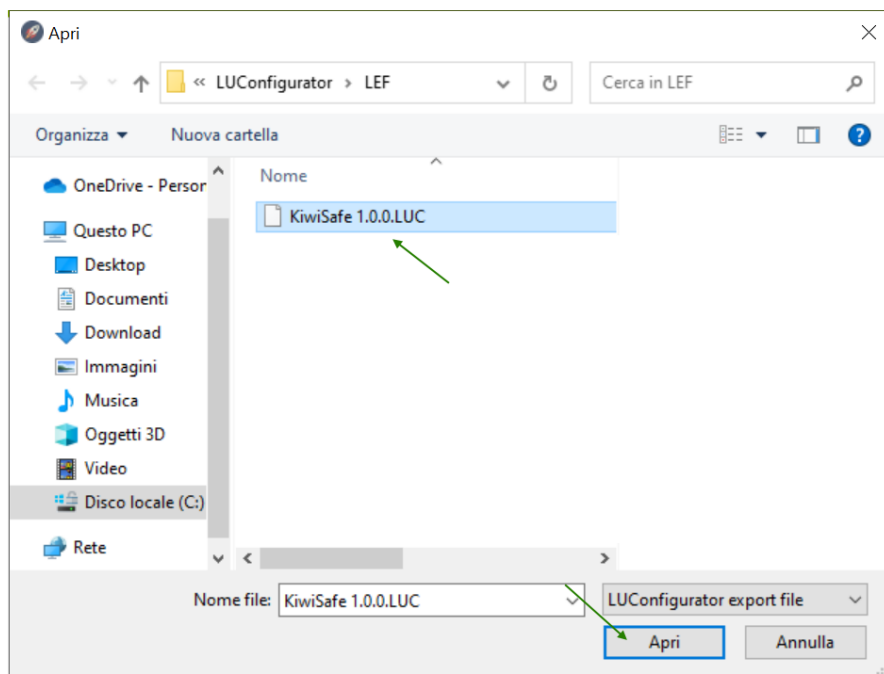 Apri
« LUConfigurator > LEF
Cerca in LEF
Organizza
Nuova cartella
?
OneDrive - Person
Questo PC
Desktop
Documenti
Download
Immagini
Musica
Oggetti 3D
Video
Disco locale (C:)
Rete
Nome
KiwiSafe 1.0.0.LUC
Nome file:
KiwiSafe 1.0.0.LUC
LUConfigurator export file
Apri
Annulla